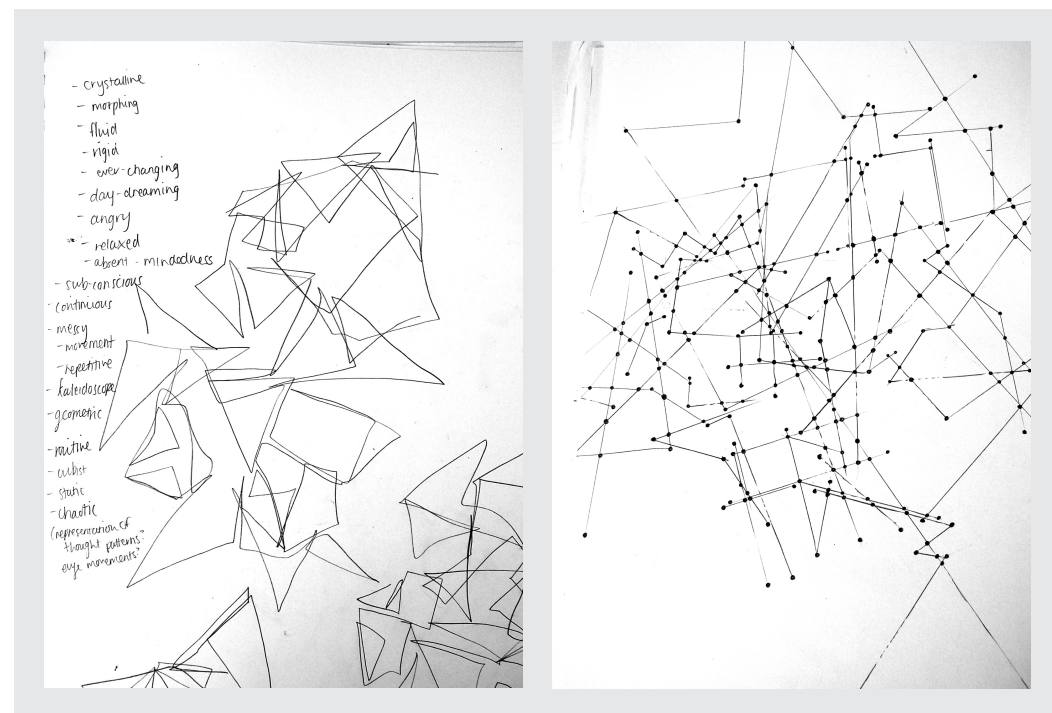 - crystalline
- morphing
- fluid
- rigid
- ever-changing
- day-dreaming
- angry
- relaxed
- absent-mindedness
- sub-conscious
- continuous
- messy
- movement
- repetitive
- kaleidoscope
- geometric
- routine
- cubist
- static
- chaotic
(representation of
thought patterns?
eye movements?